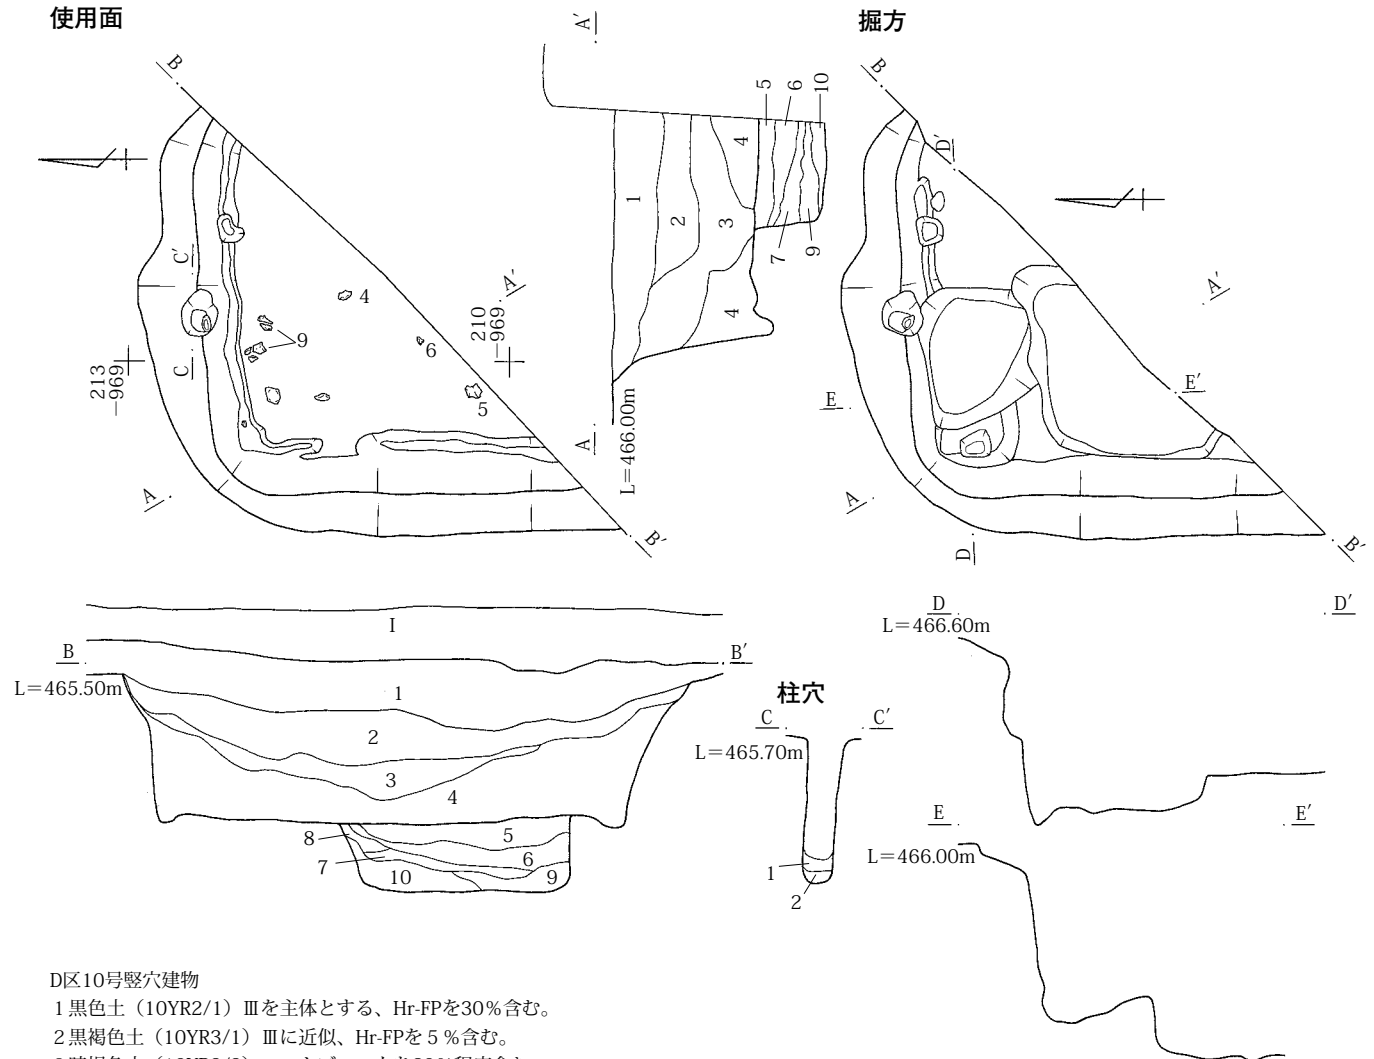 使用面
掘方
A′
B
5
6
10
4
1
2
3
7
9
4
A
L＝466.00m
C′
C
213
－969
210
－969
A′
4
9
6
5
A
B′
B
D′
A′
E
E′
A
D
B′
I
B
B′
L＝465.50m
1
2
3
4
5
6
7
8
9
10
柱穴
C
C′
L＝465.70m
1
2
D
D′
L＝466.60m
E
E′
L＝466.00m
D区10号竪穴建物
1 黒色土（10YR2/1）Ⅲを主体とする、Hr-FPを30%含む。
2 黒褐色土（10YR3/1）Ⅲに近似、Hr-FPを５%含む。